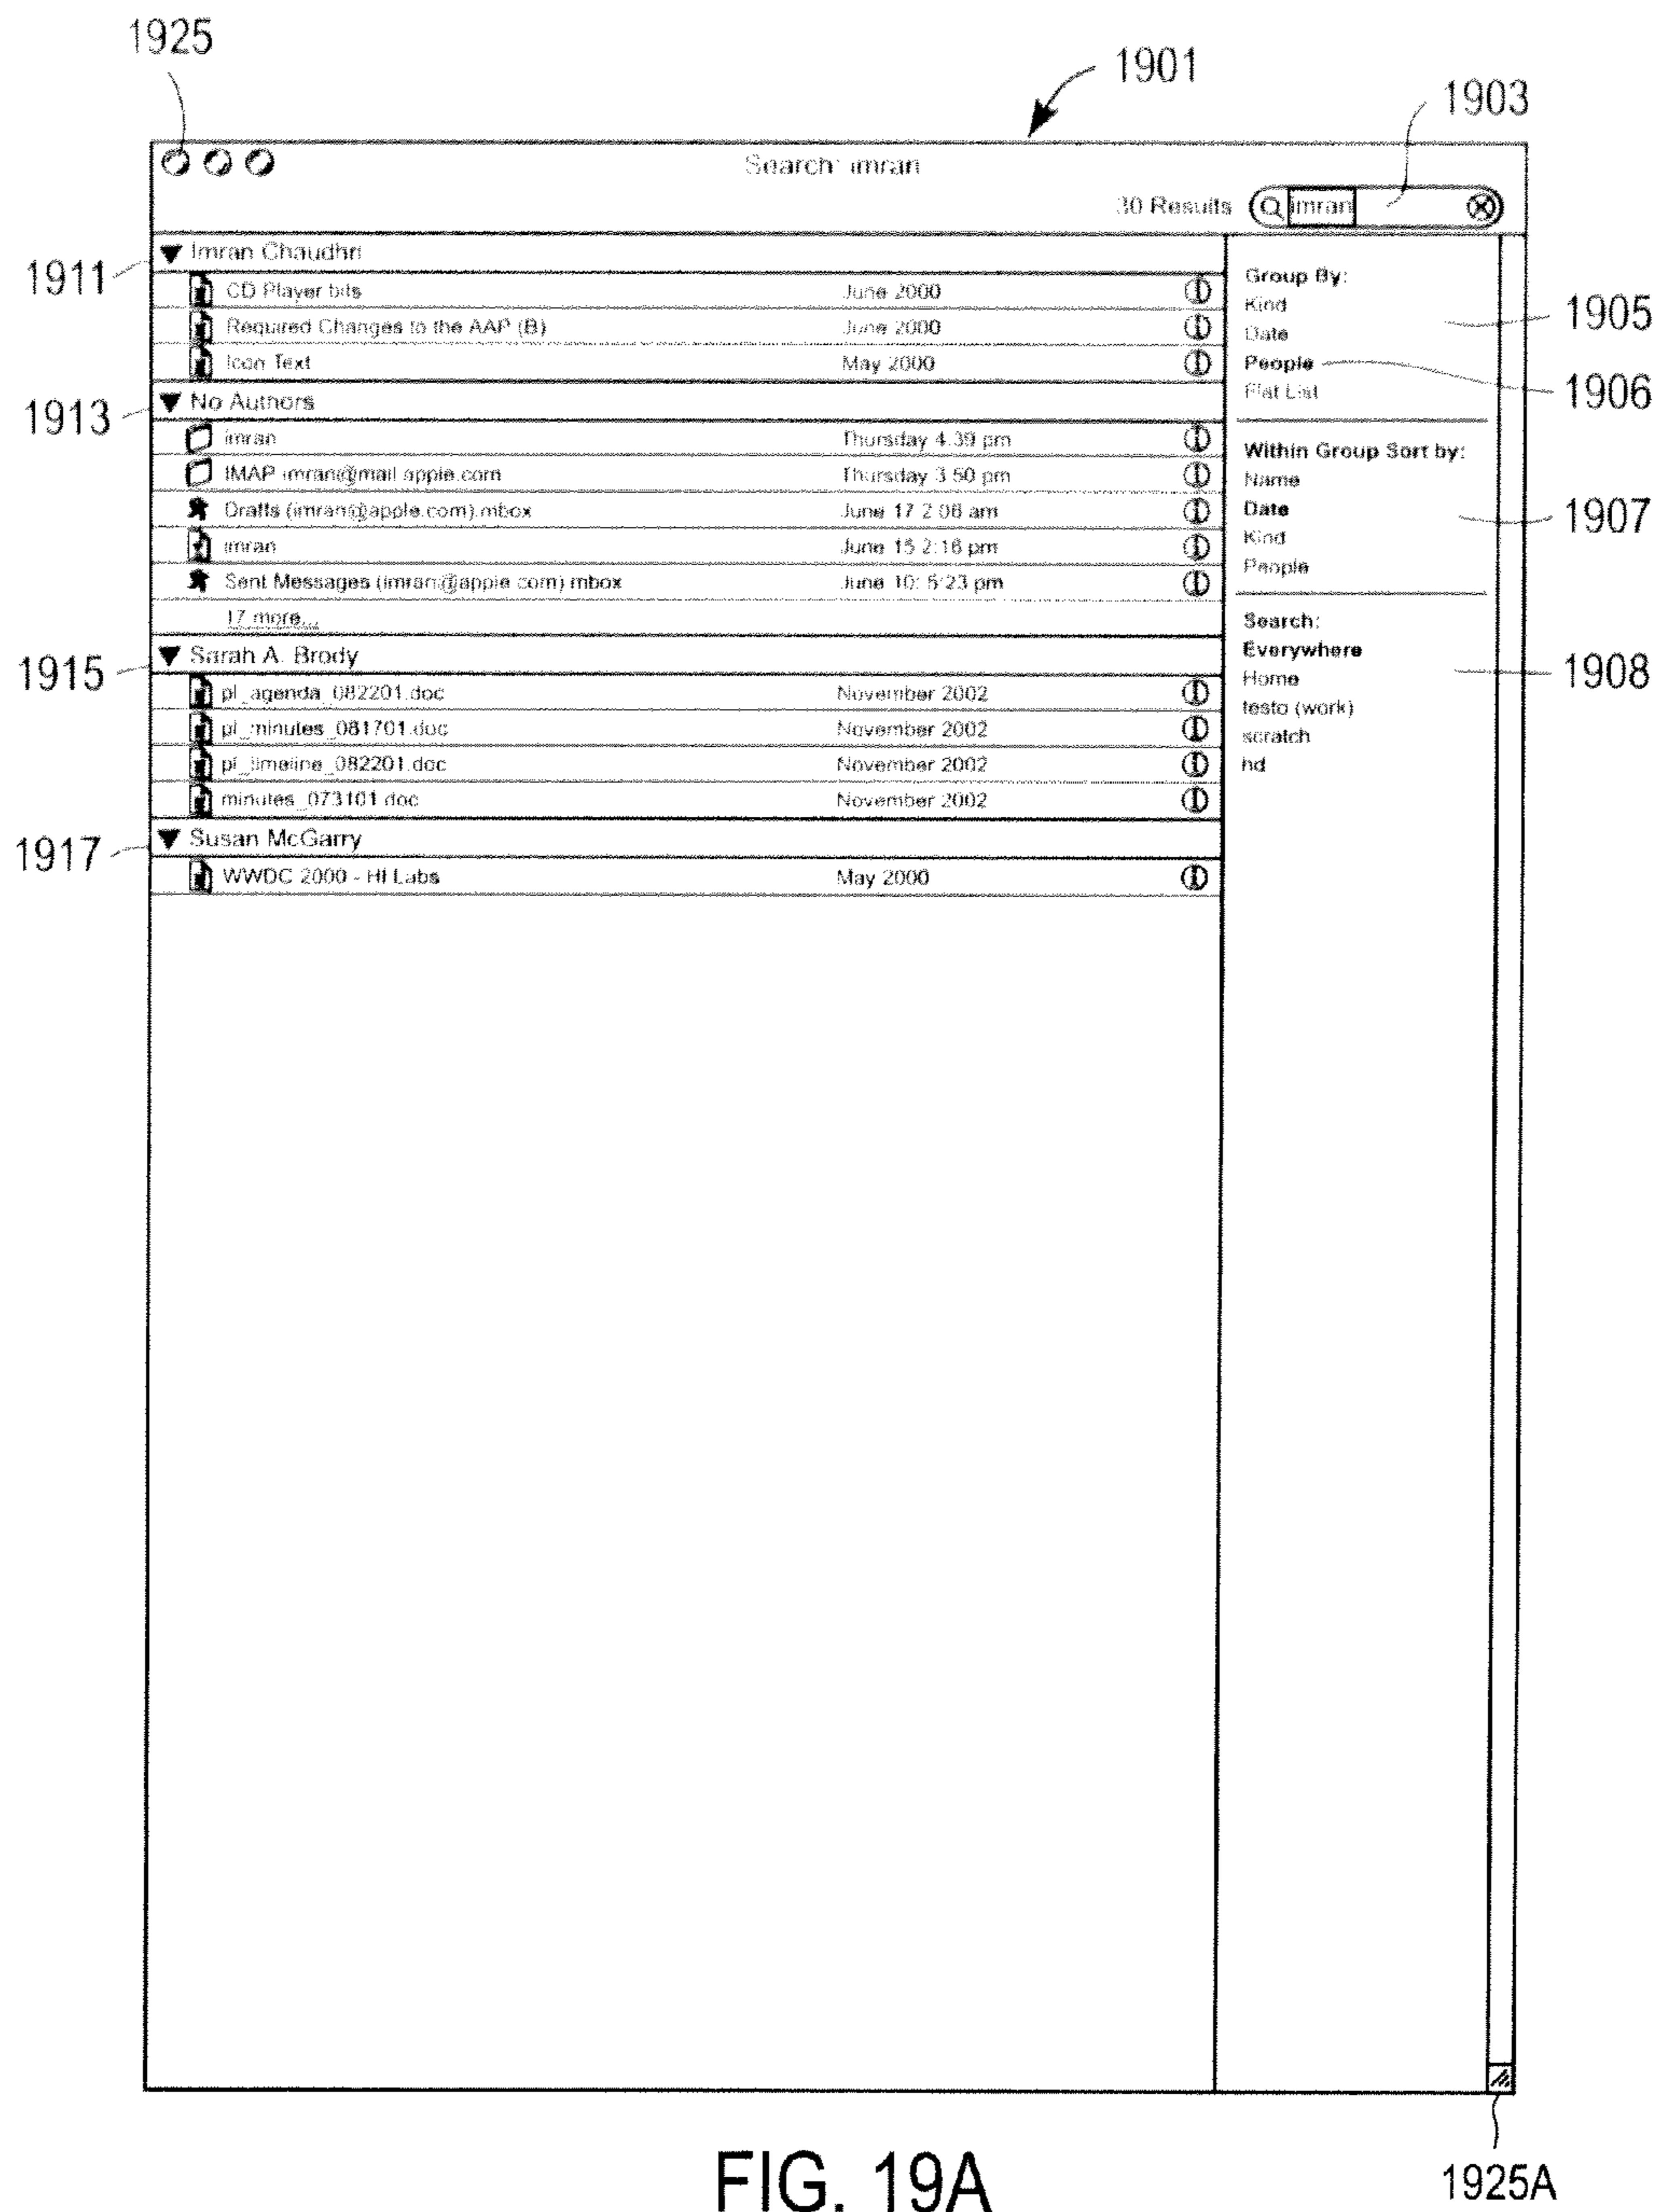 1925
1901
1903
Search: imran
30 Results
imran
1911
Imran Chaudhri
CD Player bits June 2000
Required Changes to the AAP (B) June 2000
Icon Text May 2000
1913
No Authors
imran Thursday 4:39 pm
IMAP-imran@mail.apple.com Thursday 3:50 pm
Drafts (imran@apple.com).mbox June 17 2:08 am
imran June 15 2:16 pm
Sent Messages (imran@apple.com).mbox June 10: 5:23 pm
17 more...
1915
Sarah A. Brody
pl_agenda_082201.doc November 2002
pl_minutes_081701.doc November 2002
pl_timeline_082201.doc November 2002
minutes_073101.doc November 2002
1917
Susan McGarry
WWDC 2000 - HI Labs May 2000
Group By:
Kind
Date
People
Flat List
1905
1906
Within Group Sort by:
Name
Date
Kind
People
1907
Search:
Everywhere
Home
testo (work)
scratch
hd
1908
1925A
FIG. 19A